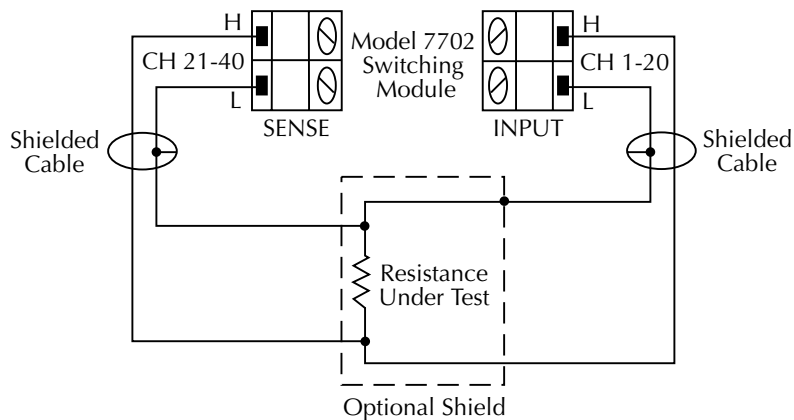 H
H
Model 7702
Switching
Module
CH 21-40
CH 1-20
L
L
SENSE
INPUT
Shielded
Cable
Shielded
Cable
Resistance
Under Test
Optional Shield